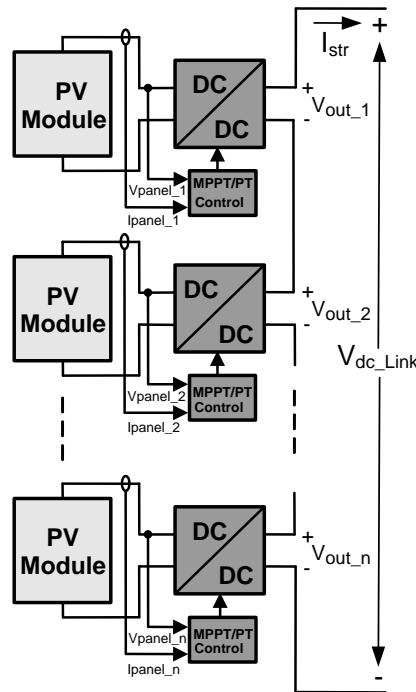 I_str
+
PV
Module
DC
DC
+
V_out_1
-
Vpanel_1
Ipanel_1
MPPT/PT
Control
PV
Module
DC
DC
+
V_out_2
-
V_dc_Link
Vpanel_2
Ipanel_2
MPPT/PT
Control
PV
Module
DC
DC
+
V_out_n
-
Vpanel_n
Ipanel_n
MPPT/PT
Control
-